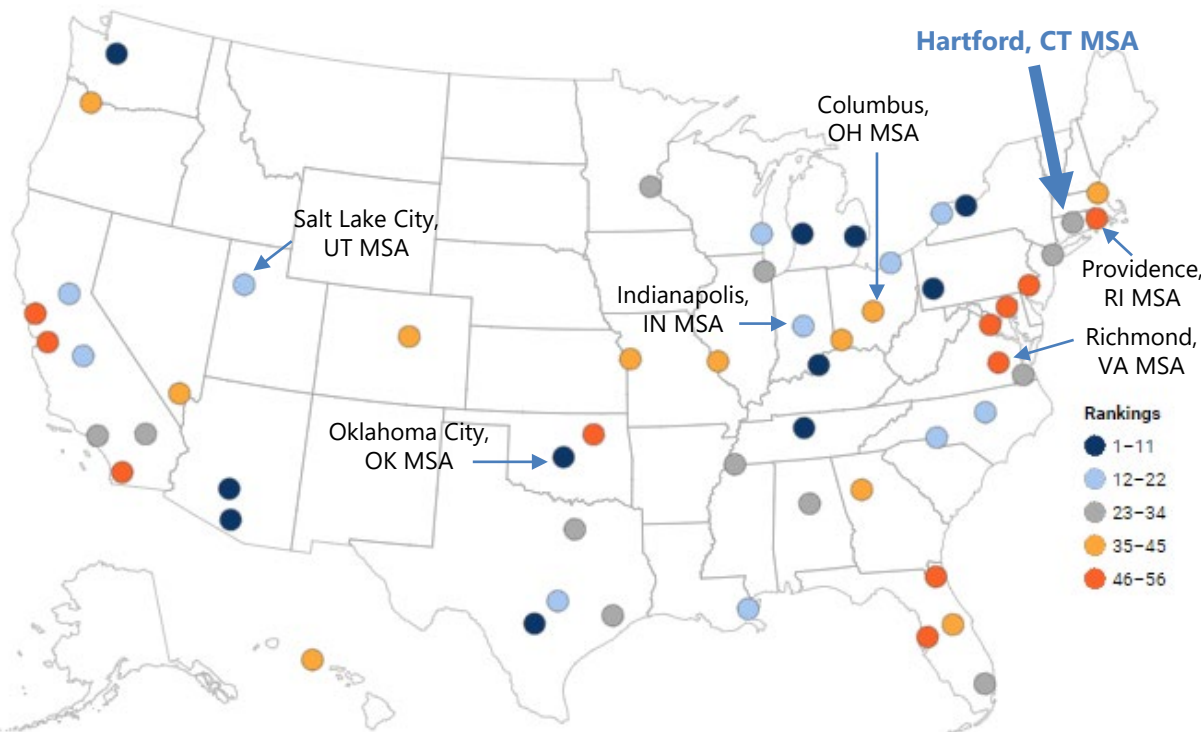 Hartford, CT MSA
Columbus,
OH MSA
Salt Lake City,
UT MSA
Indianapolis,
IN MSA
Providence,
RI MSA
Richmond,
VA MSA
Oklahoma City,
OK MSA
Rankings
1–11
12–22
23–34
35–45
46–56